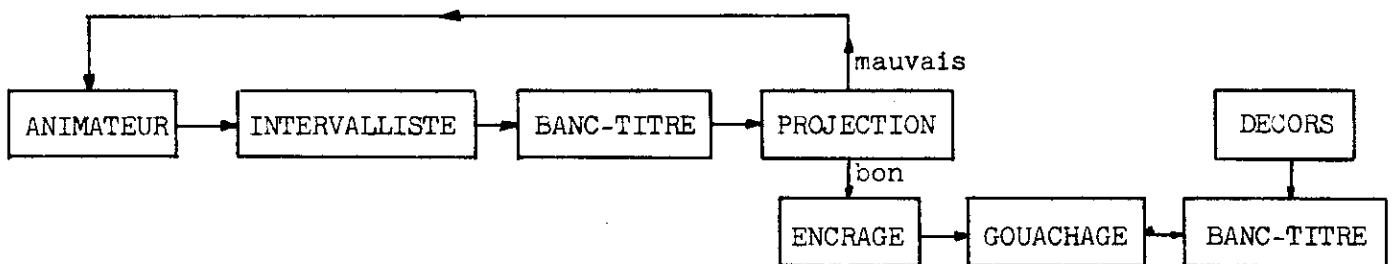 mauvais
ANIMATEUR INTERVALLISTE BANC-TITRE PROJECTION DECORS
bon
ENCRAGE GOUACHAGE BANC-TITRE